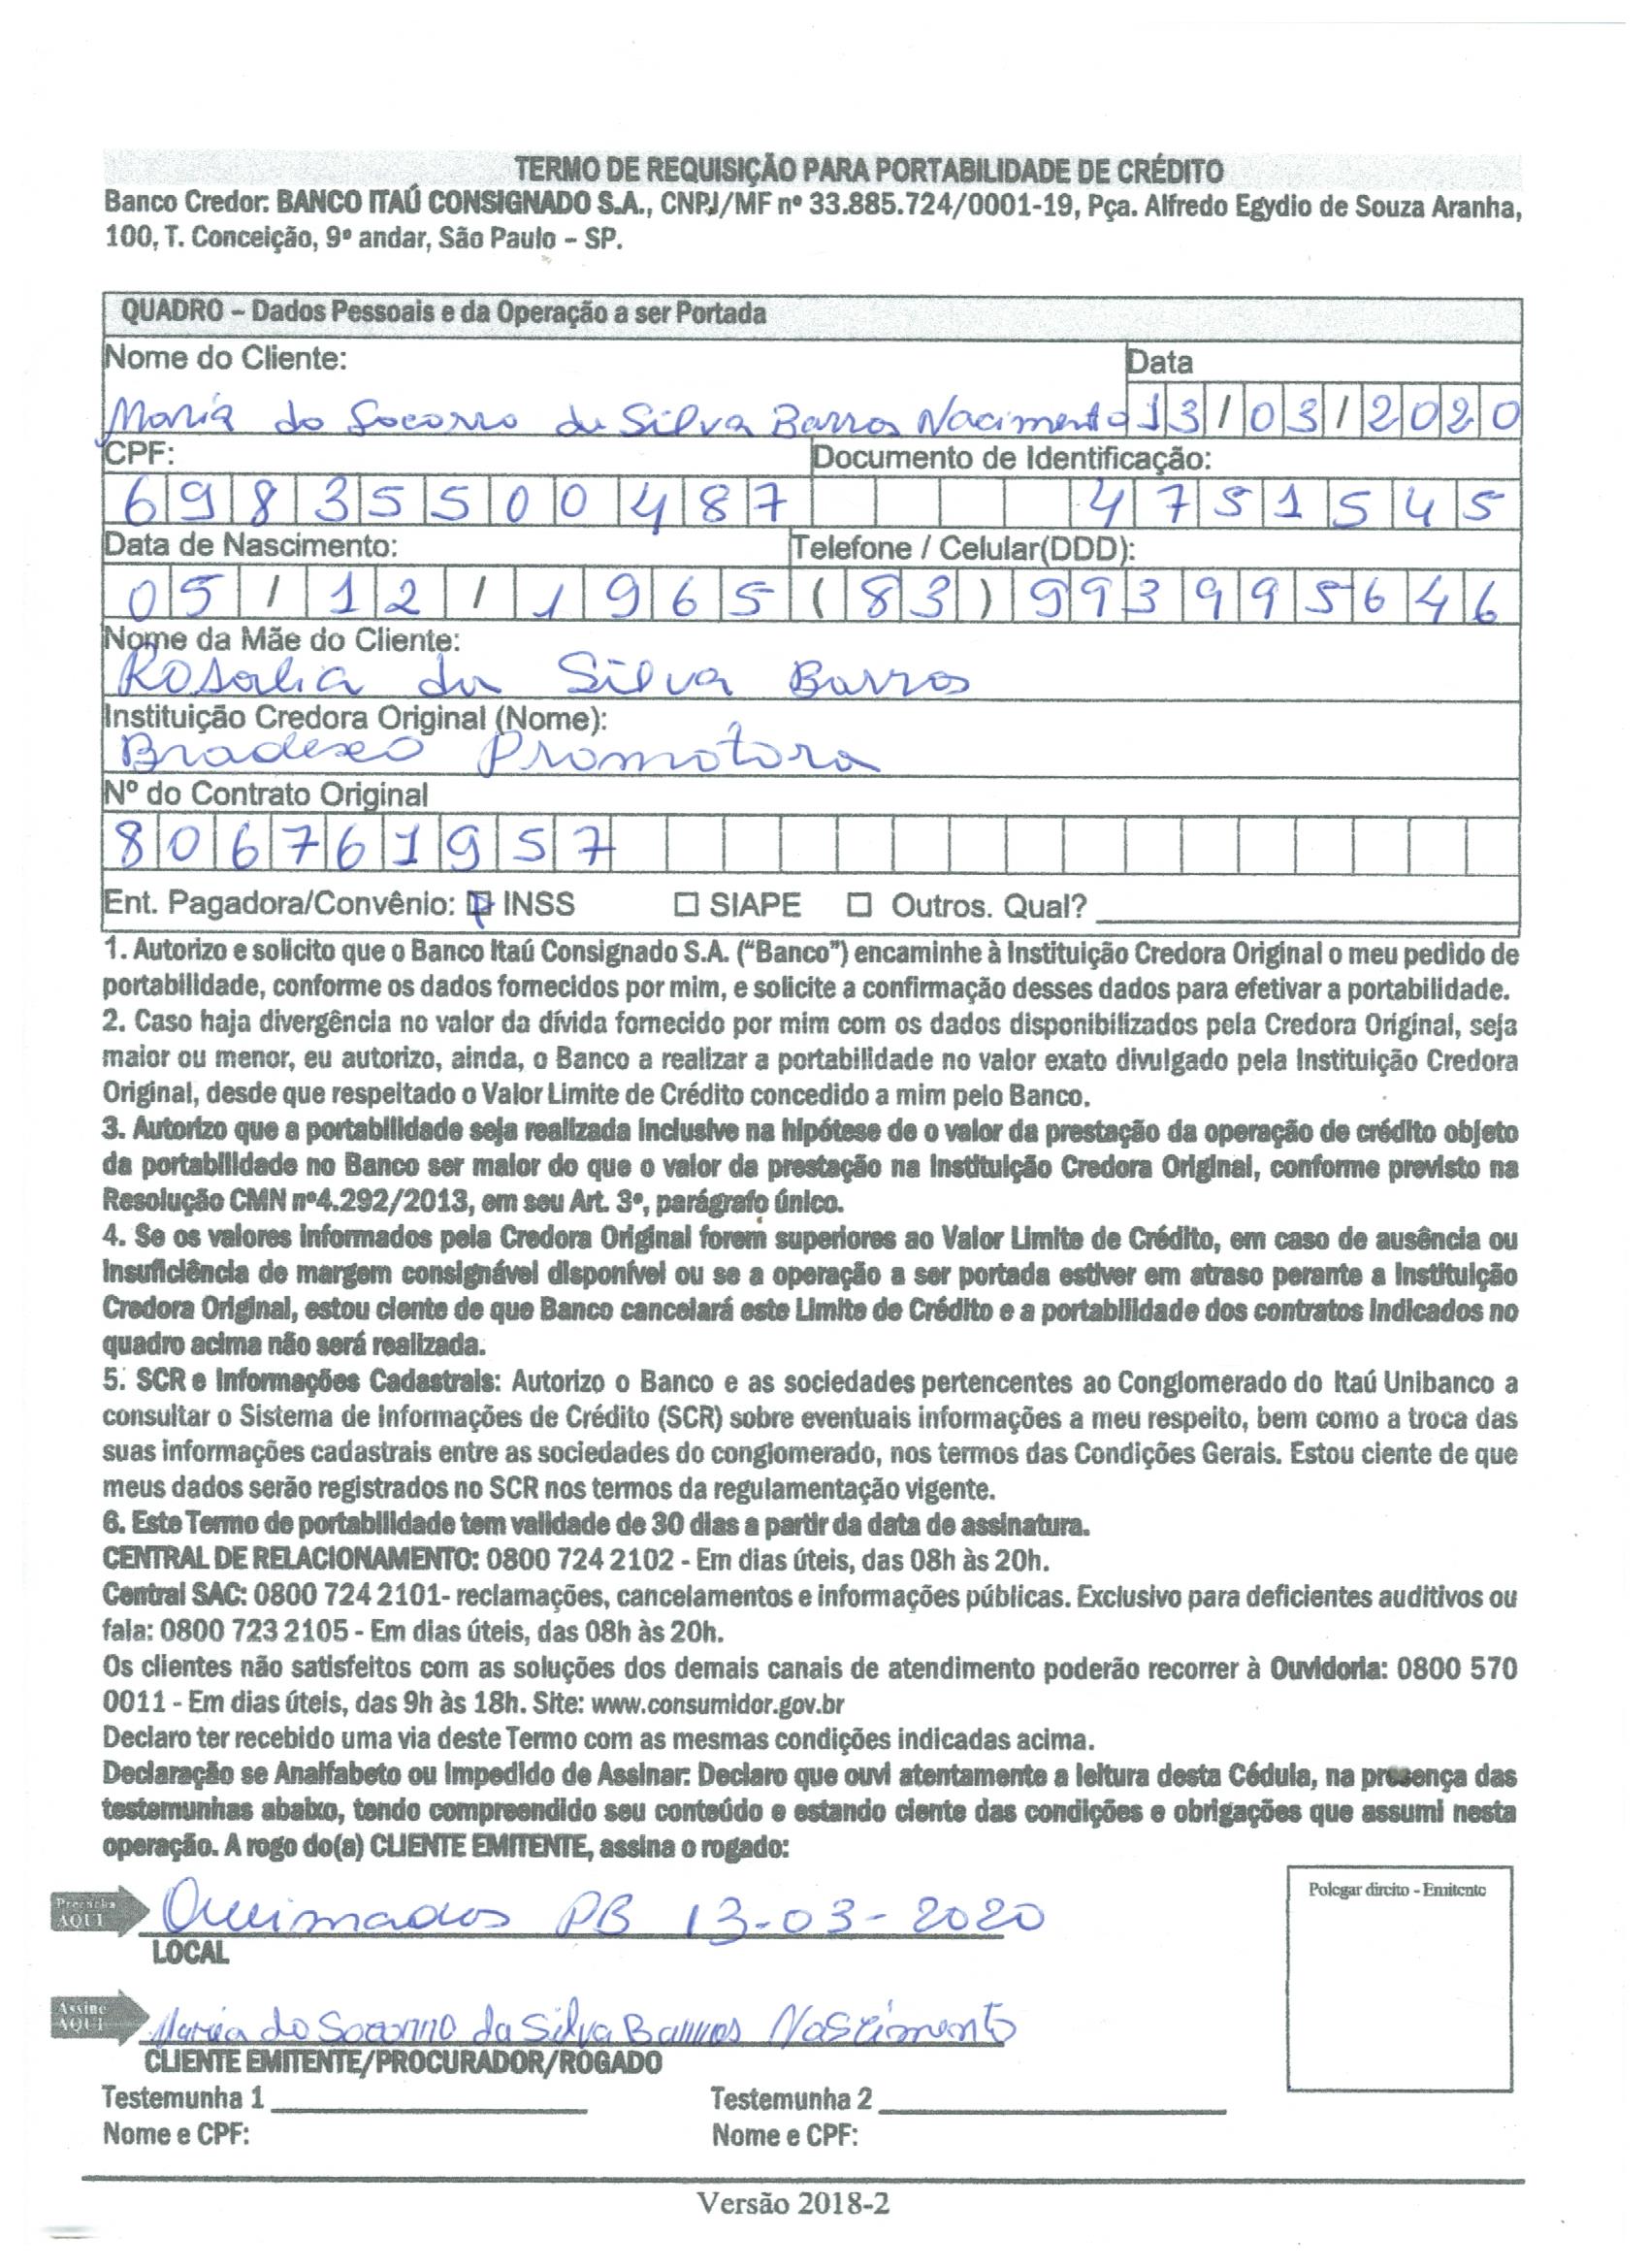 TERMO DE REQUISIÇÃO PARA PORTABILIDADE DE CRÉDITO
Banco Credor: BANCO ITAÚ CONSIGNADO S.A., CNPJ/MF nº 33.885.724/0001-19, Pça. Alfredo Egydio de Souza Aranha,
100, T. Conceição, 9º andar, São Paulo – SP.
QUADRO – Dados Pessoais e da Operação a ser Portada
Nome do Cliente: Data
Maria do Socorro da Silva Barros Nacimento 13/03/2020
CPF: Documento de Identificação:
69835500487 4751545
Data de Nascimento: Telefone / Celular(DDD):
05/12/1965 (83) 993995646
Nome da Mãe do Cliente:
Rosalia da Silva Barros
Instituição Credora Original (Nome):
Bradesco Promotora
Nº do Contrato Original
806761957
Ent. Pagadora/Convênio: INSS SIAPE Outros. Qual?
1. Autorizo e solicito que o Banco Itaú Consignado S.A. (“Banco”) encaminhe à Instituição Credora Original o meu pedido de
portabilidade, conforme os dados fornecidos por mim, e solicite a confirmação desses dados para efetivar a portabilidade.
2. Caso haja divergência no valor da dívida fornecido por mim com os dados disponibilizados pela Credora Original, seja
maior ou menor, eu autorizo, ainda, o Banco a realizar a portabilidade no valor exato divulgado pela Instituição Credora
Original, desde que respeitado o Valor Limite de Crédito concedido a mim pelo Banco.
3. Autorizo que a portabilidade seja realizada inclusive na hipótese de o valor da prestação da operação de crédito objeto
da portabilidade no Banco ser maior do que o valor da prestação na Instituição Credora Original, conforme previsto na
Resolução CMN nº4.292/2013, em seu Art. 3º, parágrafo único.
4. Se os valores informados pela Credora Original forem superiores ao Valor Limite de Crédito, em caso de ausência ou
insuficiência de margem consignável disponível ou se a operação a ser portada estiver em atraso perante a Instituição
Credora Original, estou ciente de que Banco cancelará este Limite de Crédito e a portabilidade dos contratos indicados no
quadro acima não será realizada.
5. SCR e Informações Cadastrais: Autorizo o Banco e as sociedades pertencentes ao Conglomerado do Itaú Unibanco a
consultar o Sistema de Informações de Crédito (SCR) sobre eventuais informações a meu respeito, bem como a troca das
suas informações cadastrais entre as sociedades do conglomerado, nos termos das Condições Gerais. Estou ciente de que
meus dados serão registrados no SCR nos termos da regulamentação vigente.
6. Este Termo de portabilidade tem validade de 30 dias a partir da data de assinatura.
CENTRAL DE RELACIONAMENTO: 0800 724 2102 - Em dias úteis, das 08h às 20h.
Central SAC: 0800 724 2101- reclamações, cancelamentos e informações públicas. Exclusivo para deficientes auditivos ou
fala: 0800 723 2105 - Em dias úteis, das 08h às 20h.
Os clientes não satisfeitos com as soluções dos demais canais de atendimento poderão recorrer à Ouvidoria: 0800 570
0011 - Em dias úteis, das 9h às 18h. Site: www.consumidor.gov.br
Declaro ter recebido uma via deste Termo com as mesmas condições indicadas acima.
Declaração se Analfabeto ou Impedido de Assinar: Declaro que ouvi atentamente a leitura desta Cédula, na presença das
testemunhas abaixo, tendo compreendido seu conteúdo e estando ciente das condições e obrigações que assumi nesta
operação. A rogo do(a) CLIENTE EMITENTE, assina o rogado:
Polegar direito - Emitente
Preencha
AQUI
Queimados PB 13-03-2020
LOCAL
Assine
AQUI
Maria do Socorro da Silva Barros Nascimento
CLIENTE EMITENTE/PROCURADOR/ROGADO
Testemunha 1 Testemunha 2
Nome e CPF: Nome e CPF:
Versão 2018-2